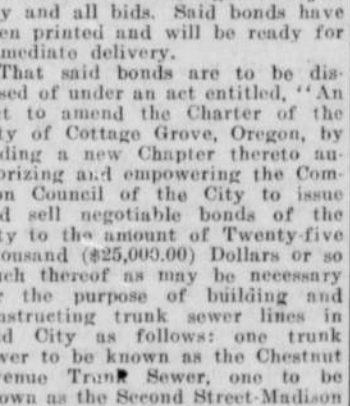 y and all bids. Said bonds have
en printed and will be ready for
mediate delivery.
That said bonds are to be dis-
sed of under an act entitled, "An
ct to amend the Charter of the
ty of Cottage Grove, Oregon, by
ding a new Chapter thereto au-
orizing and empowering the Com-
on Council of the City to issue
d sell negotiable bonds of the
ty to the amount of Twenty-five
ousand ($25,000.00) Dollars or so
uch thereof as may be necessary
r the purpose of building and
nstructing trunk sewer lines in
id City as follows: one trunk
wer to be known as the Chestnut
venue Trunk Sewer, one to be
own as the Second Street-Madison